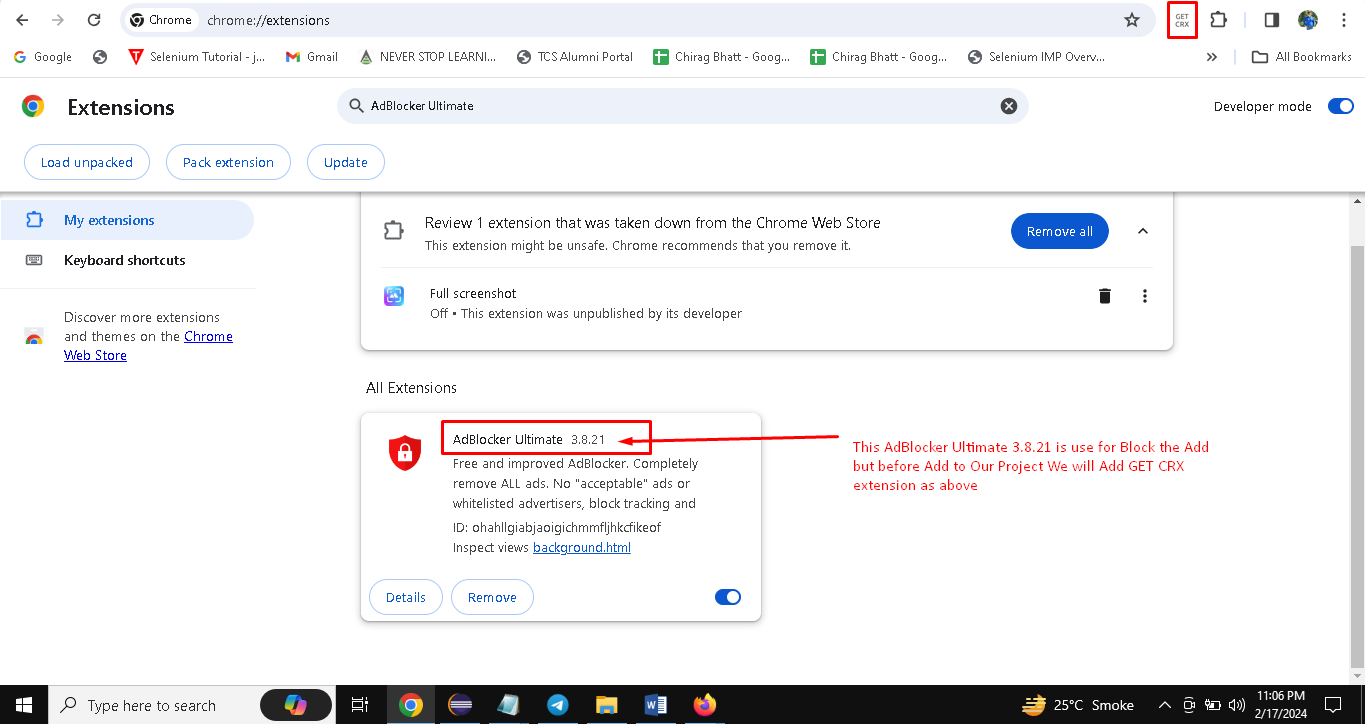 Chrome
chrome://extensions
GET
CRX
Google
Selenium Tutorial - j...
Gmail
NEVER STOP LEARNI...
TCS Alumni Portal
Chirag Bhatt - Goog...
Chirag Bhatt - Goog...
Selenium IMP Overv...
»
All Bookmarks
Extensions
AdBlocker Ultimate
Developer mode
Load unpacked
Pack extension
Update
My extensions
Keyboard shortcuts
Discover more extensions
and themes on the Chrome
Web Store
Review 1 extension that was taken down from the Chrome Web Store
This extension might be unsafe. Chrome recommends that you remove it.
Remove all
Full screenshot
Off • This extension was unpublished by its developer
All Extensions
AdBlocker Ultimate 3.8.21
Free and improved AdBlocker. Completely
remove ALL ads. No "acceptable" ads or
whitelisted advertisers, block tracking and
ID: ohahllgiabjaoigichmmfljhkcfikeof
Inspect views background.html
Details
Remove
This AdBlocker Ultimate 3.8.21 is use for Block the Add
but before Add to Our Project We will Add GET CRX
extension as above
Type here to search
25°C Smoke
11:06 PM
2/17/2024